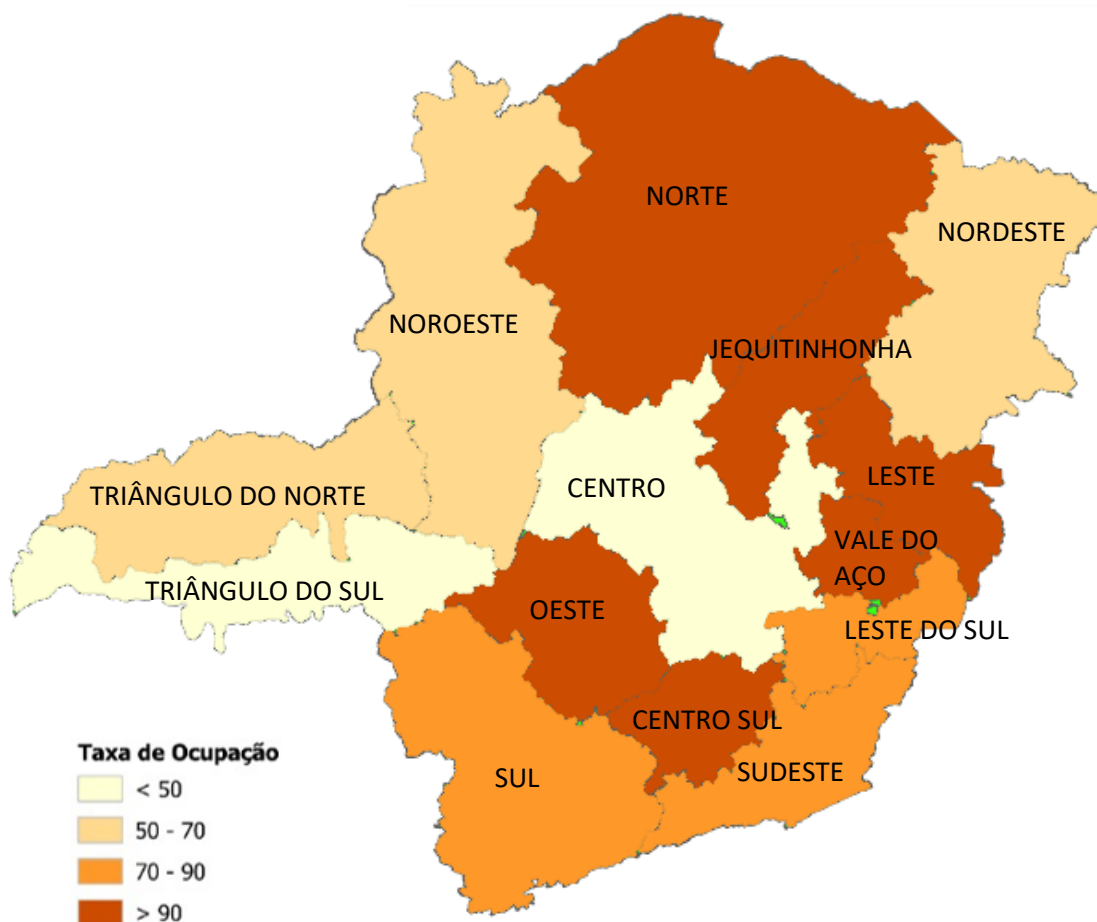 NORTE
NORDESTE
NOROESTE
JEQUITINHONHA
LESTE
CENTRO
TRIÂNGULO DO NORTE
VALE DO
AÇO
TRIÂNGULO DO SUL
OESTE
LESTE DO SUL
CENTRO SUL
SUL
SUDESTE
Taxa de Ocupação
< 50
50 - 70
70 - 90
> 90